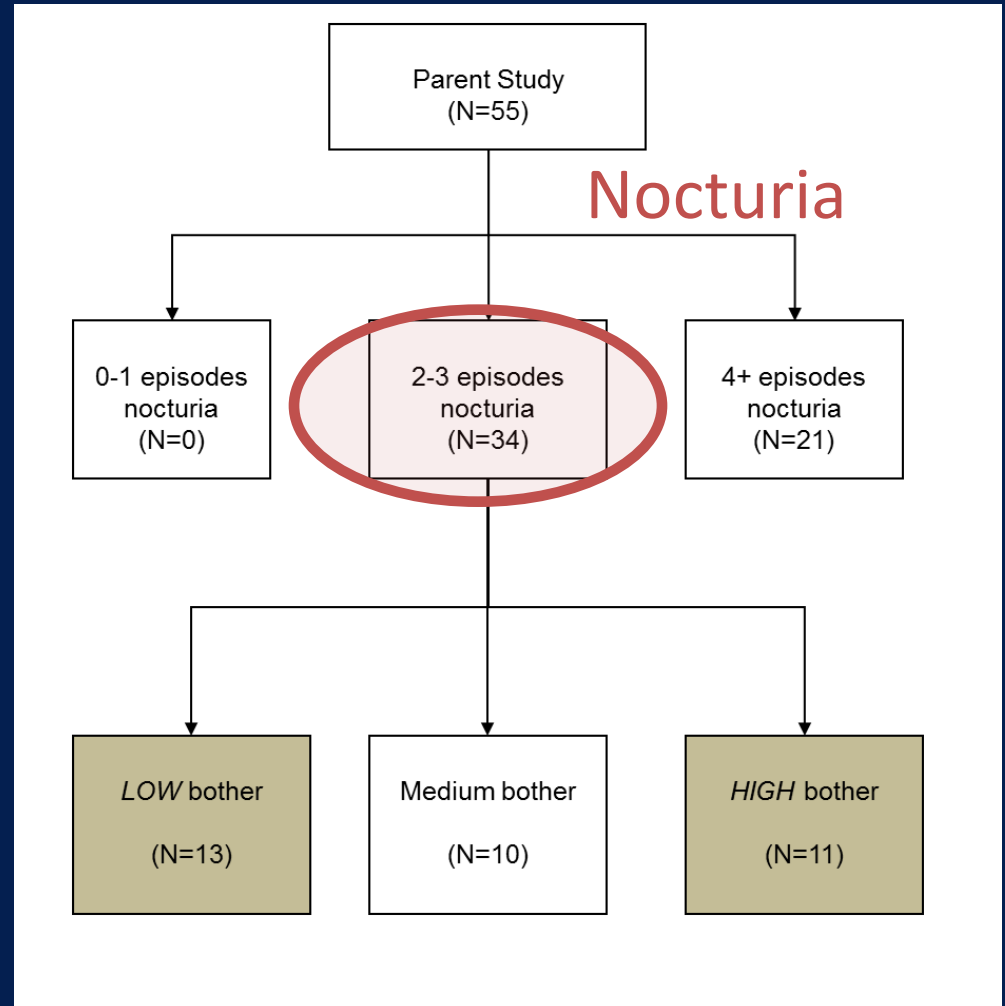 Parent Study
(N=55)
Nocturia
0-1 episodes
nocturia
(N=0)
2-3 episodes
nocturia
(N=34)
4+ episodes
nocturia
(N=21)
LOW bother
(N=13)
Medium bother
(N=10)
HIGH bother
(N=11)